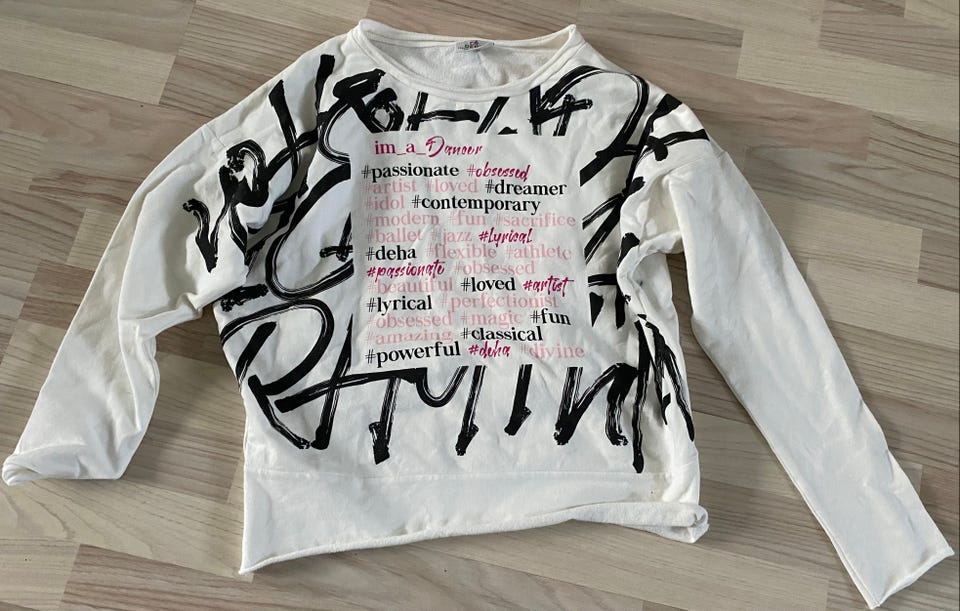 im_a_Dancer
#passionate #obsessed
#artist #loved #dreamer
#idol #contemporary
#modern #fun #sacrifice
#ballet #jazz #lyrical
#deha #flexible #athlete
#passionate #obsessed
#beautiful #loved #artist
#lyrical #perfectionist
#obsessed #magic #fun
#amazing #classical
#powerful #deha #divine